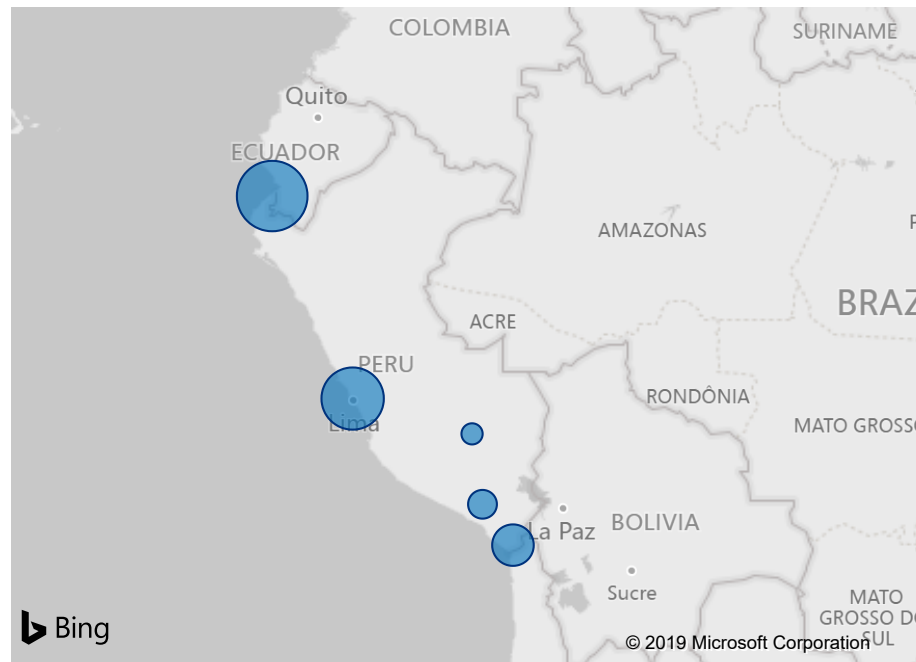 COLOMBIA
SURINAME
Quito
ECUADOR
AMAZONAS
BRAZ
ACRE
PERU
RONDÔNIA
Lima
MATO GROSSO
La Paz
BOLIVIA
Sucre
MATO
GROSSO DO
SUL
Bing
© 2019 Microsoft Corporation